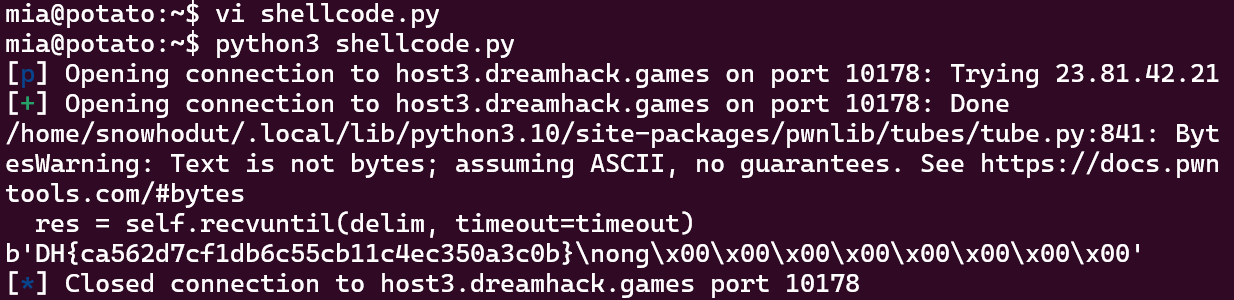 mia@potato:~$ vi shellcode.py
mia@potato:~$ python3 shellcode.py
[p] Opening connection to host3.dreamhack.games on port 10178: Trying 23.81.42.21
[+] Opening connection to host3.dreamhack.games on port 10178: Done
/home/snowhodut/.local/lib/python3.10/site-packages/pwnlib/tubes/tube.py:841: Byt
esWarning: Text is not bytes; assuming ASCII, no guarantees. See https://docs.pwn
tools.com/#bytes
  res = self.recvuntil(delim, timeout=timeout)
b'DH{ca562d7cf1db6c55cb11c4ec350a3c0b}\nong\x00\x00\x00\x00\x00\x00\x00\x00'
[*] Closed connection to host3.dreamhack.games port 10178